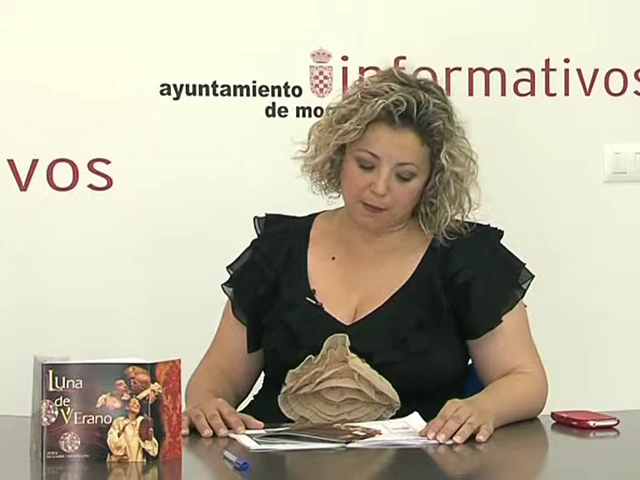 ayuntamiento informativos
de mo
vos
LUna
de
VErano